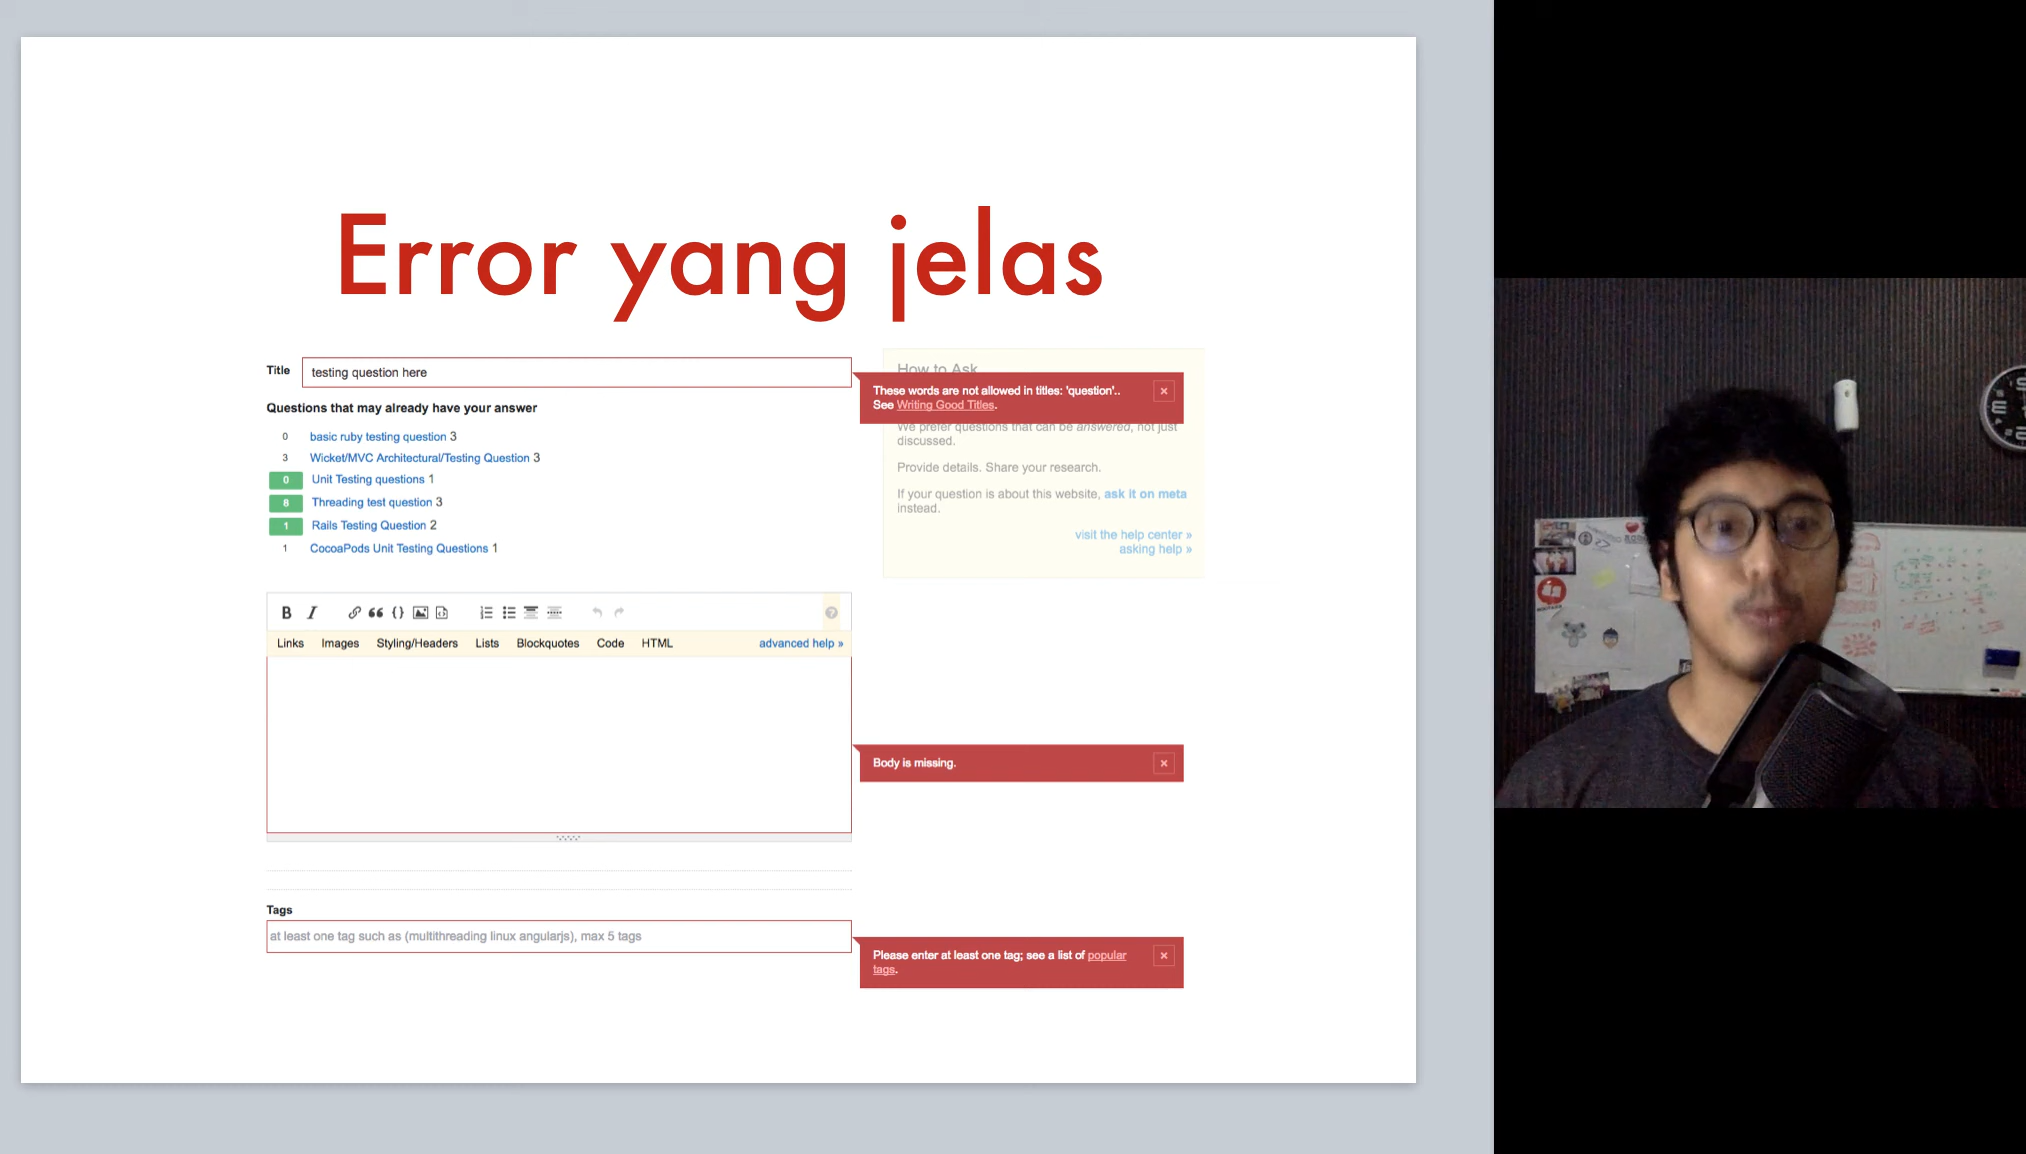 Error yang jelas
Title
testing question here
Questions that may already have your answer
0 basic ruby testing question 3
3 Wicket/MVC Architectural/Testing Question 3
0 Unit Testing questions 1
8 Threading test question 3
1 Rails Testing Question 2
1 CocoaPods Unit Testing Questions 1
How to Ask
These words are not allowed in titles: 'question'..
See Writing Good Titles.
We prefer questions that can be answered, not just
discussed.
Provide details. Share your research.
If your question is about this website, ask it on meta
instead.
visit the help center »
asking help »
B I
Links Images Styling/Headers Lists Blockquotes Code HTML advanced help »
Body is missing.
Tags
at least one tag such as (multithreading linux angularjs), max 5 tags
Please enter at least one tag; see a list of popular
tags.